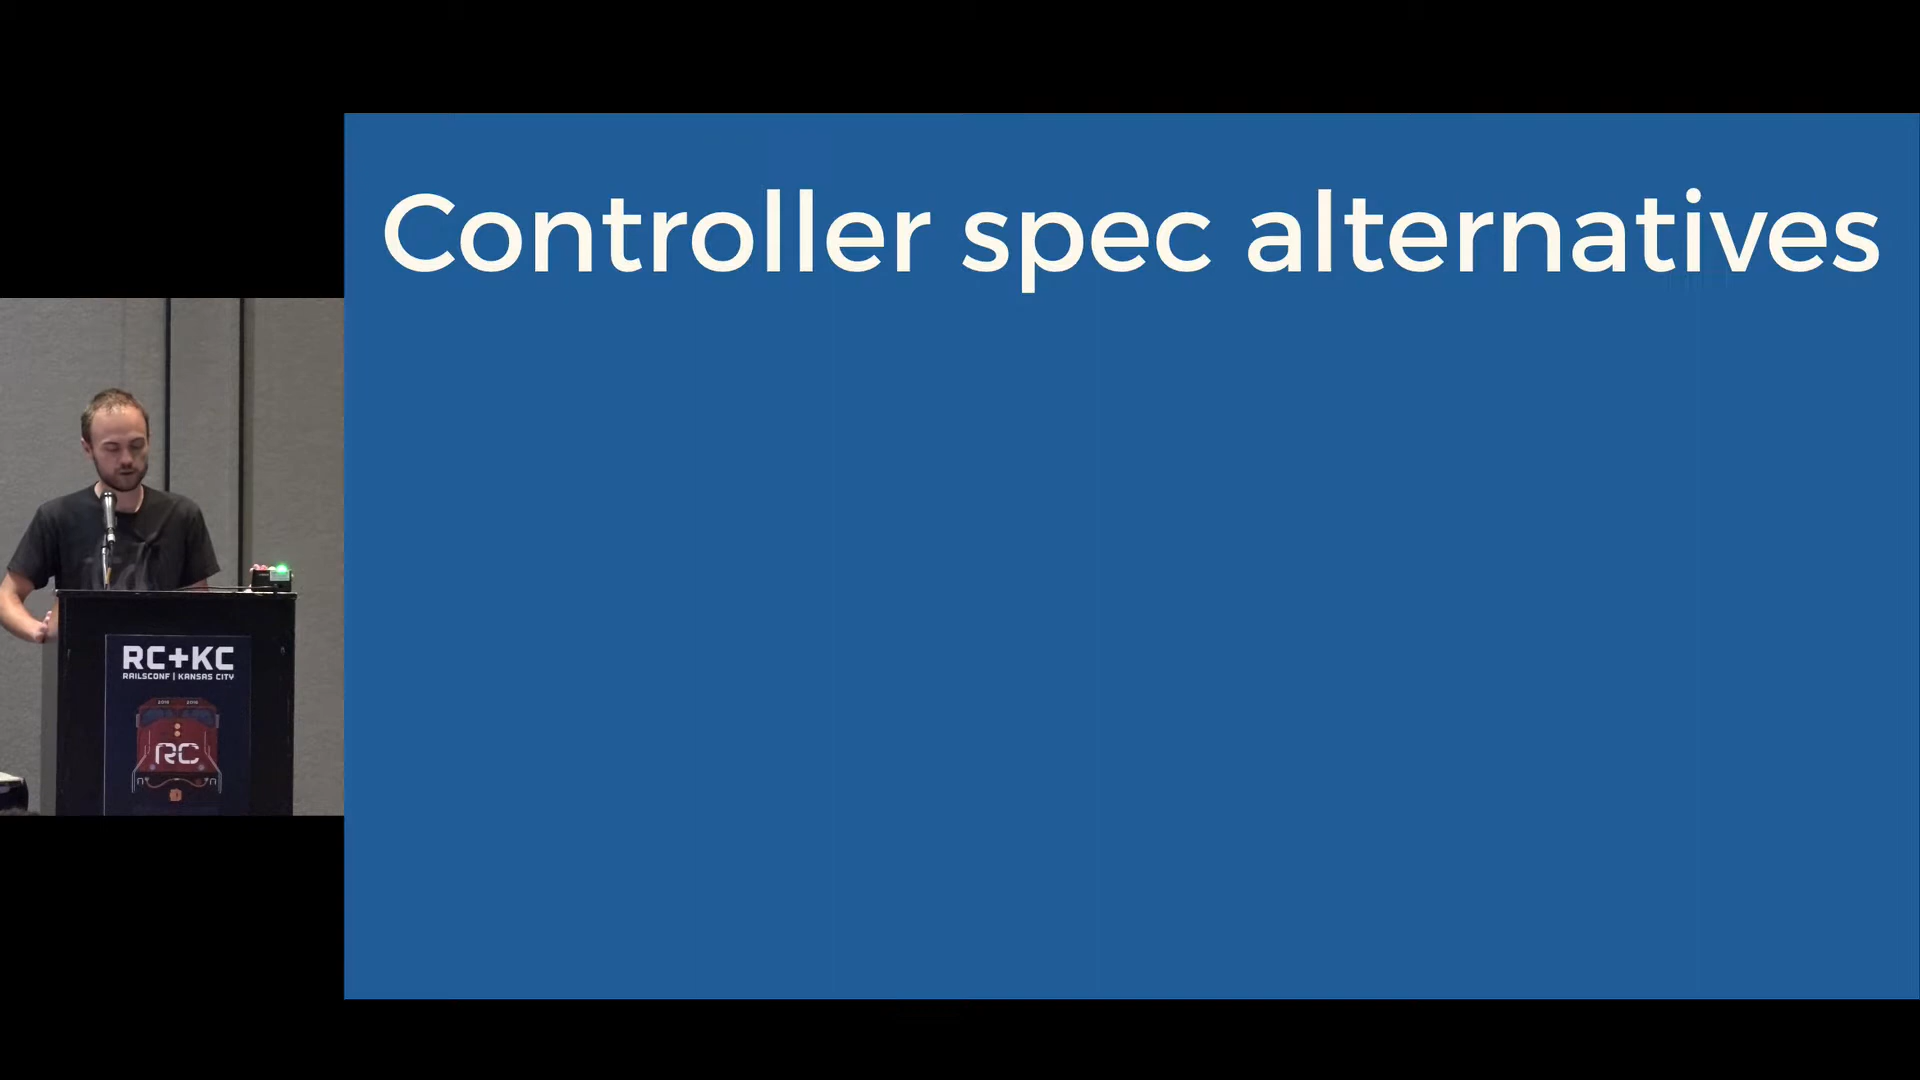 Controller spec alternatives
RC+KC
RAILSCONF | KANSAS CITY
RC